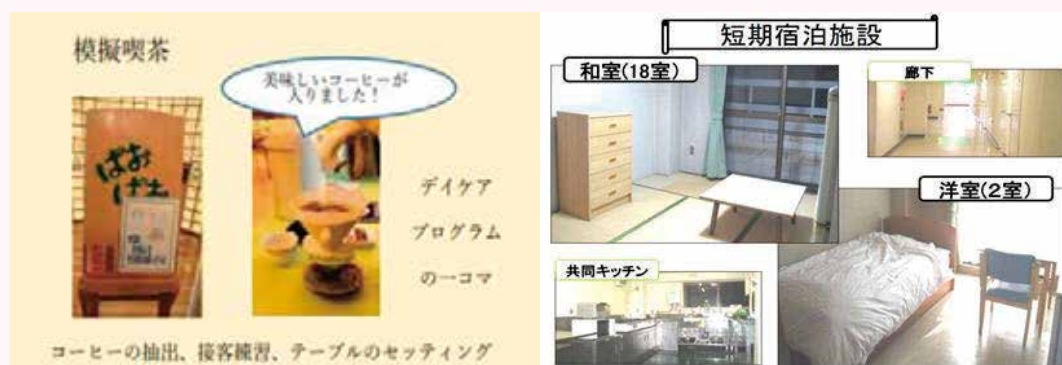 模擬喫茶
美味しいコーヒーが
入りました！
ぱお
デイケア
プログラム
の一コマ
コーヒーの抽出、接客練習、テーブルのセッティング
短期宿泊施設
和室(18室)
廊下
洋室(2室)
共同キッチン